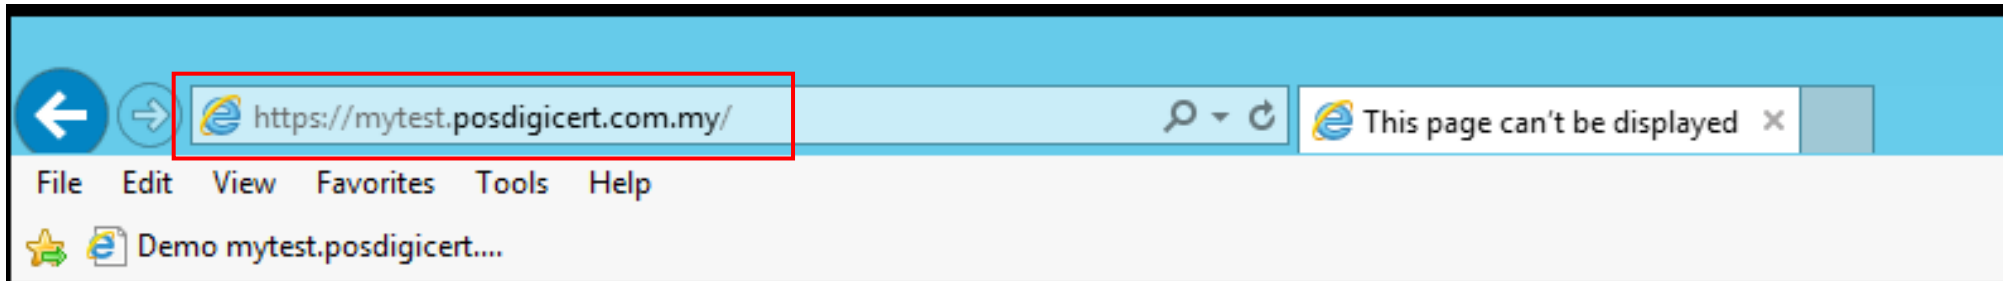 https://mytest.posdigicert.com.my/
This page can't be displayed
File Edit View Favorites Tools Help
Demo mytest.posdigicert....